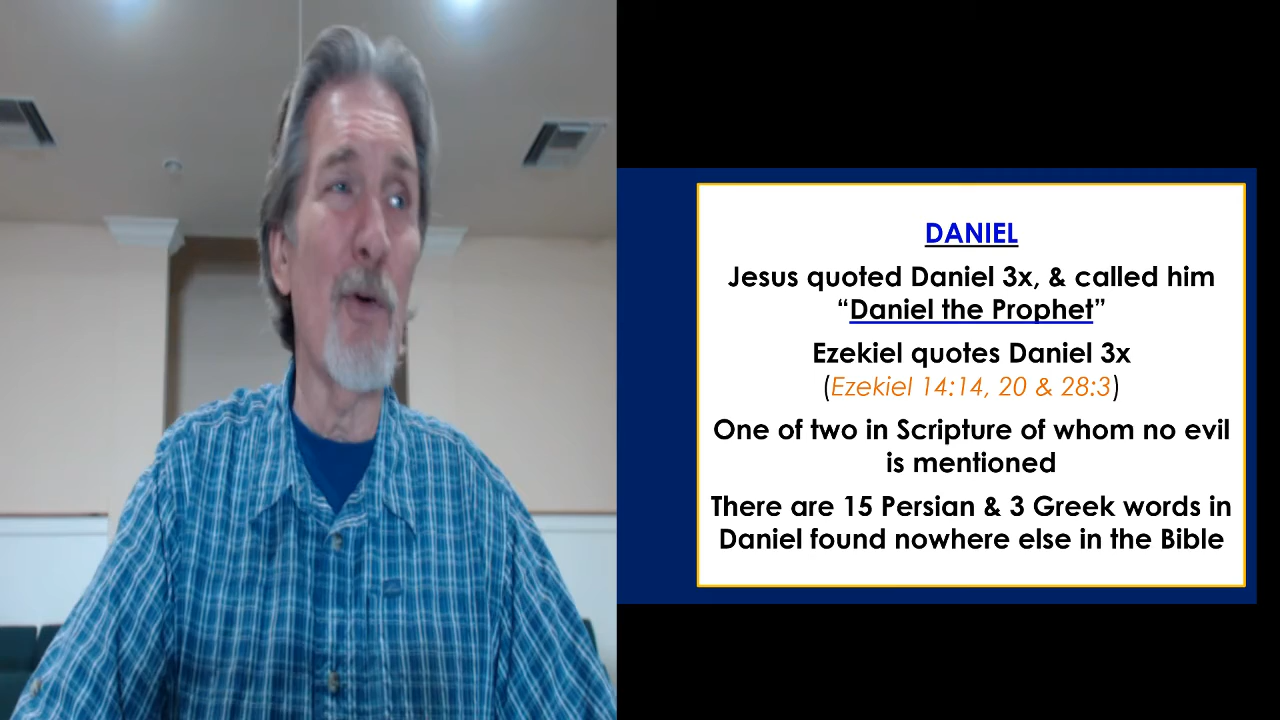 DANIEL
Jesus quoted Daniel 3x, & called him
“Daniel the Prophet”
Ezekiel quotes Daniel 3x
(Ezekiel 14:14, 20 & 28:3)
One of two in Scripture of whom no evil
is mentioned
There are 15 Persian & 3 Greek words in
Daniel found nowhere else in the Bible